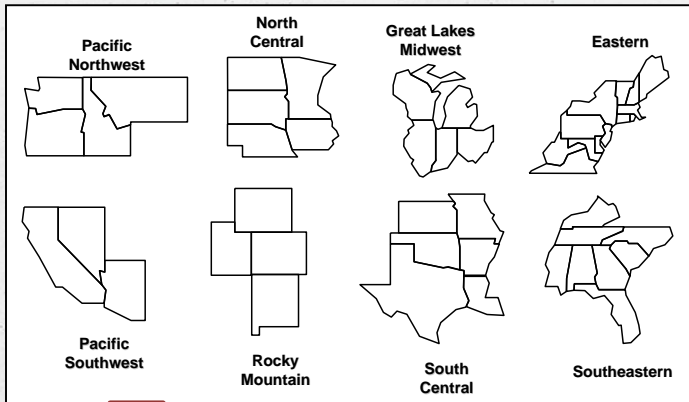 Pacific
Northwest
North
Central
Great Lakes
Midwest
Eastern
Pacific
Southwest
Rocky
Mountain
South
Central
Southeastern